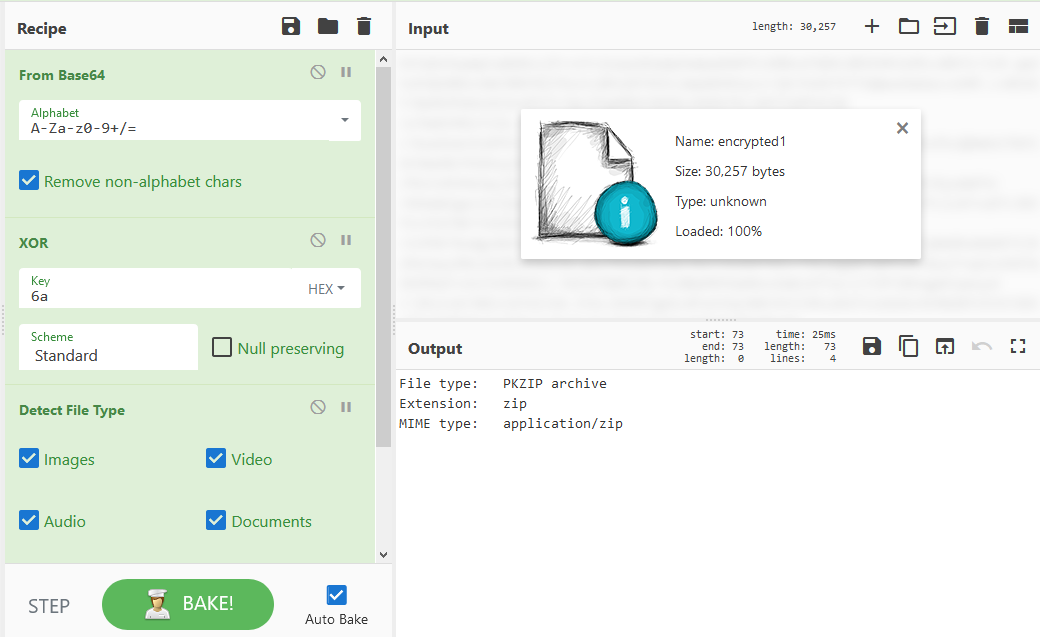 Recipe
From Base64
Alphabet
A-Za-z0-9+/=
Remove non-alphabet chars
XOR
Key
6a
HEX
Scheme
Standard
Null preserving
Detect File Type
Images
Video
Audio
Documents
STEP
BAKE!
Auto Bake
Input
length: 30,257
Name: encrypted1
Size: 30,257 bytes
Type: unknown
Loaded: 100%
Output
start: 73 time: 25ms
end: 73 length: 73
length: 0 lines: 4
File type: PKZIP archive
Extension: zip
MIME type: application/zip